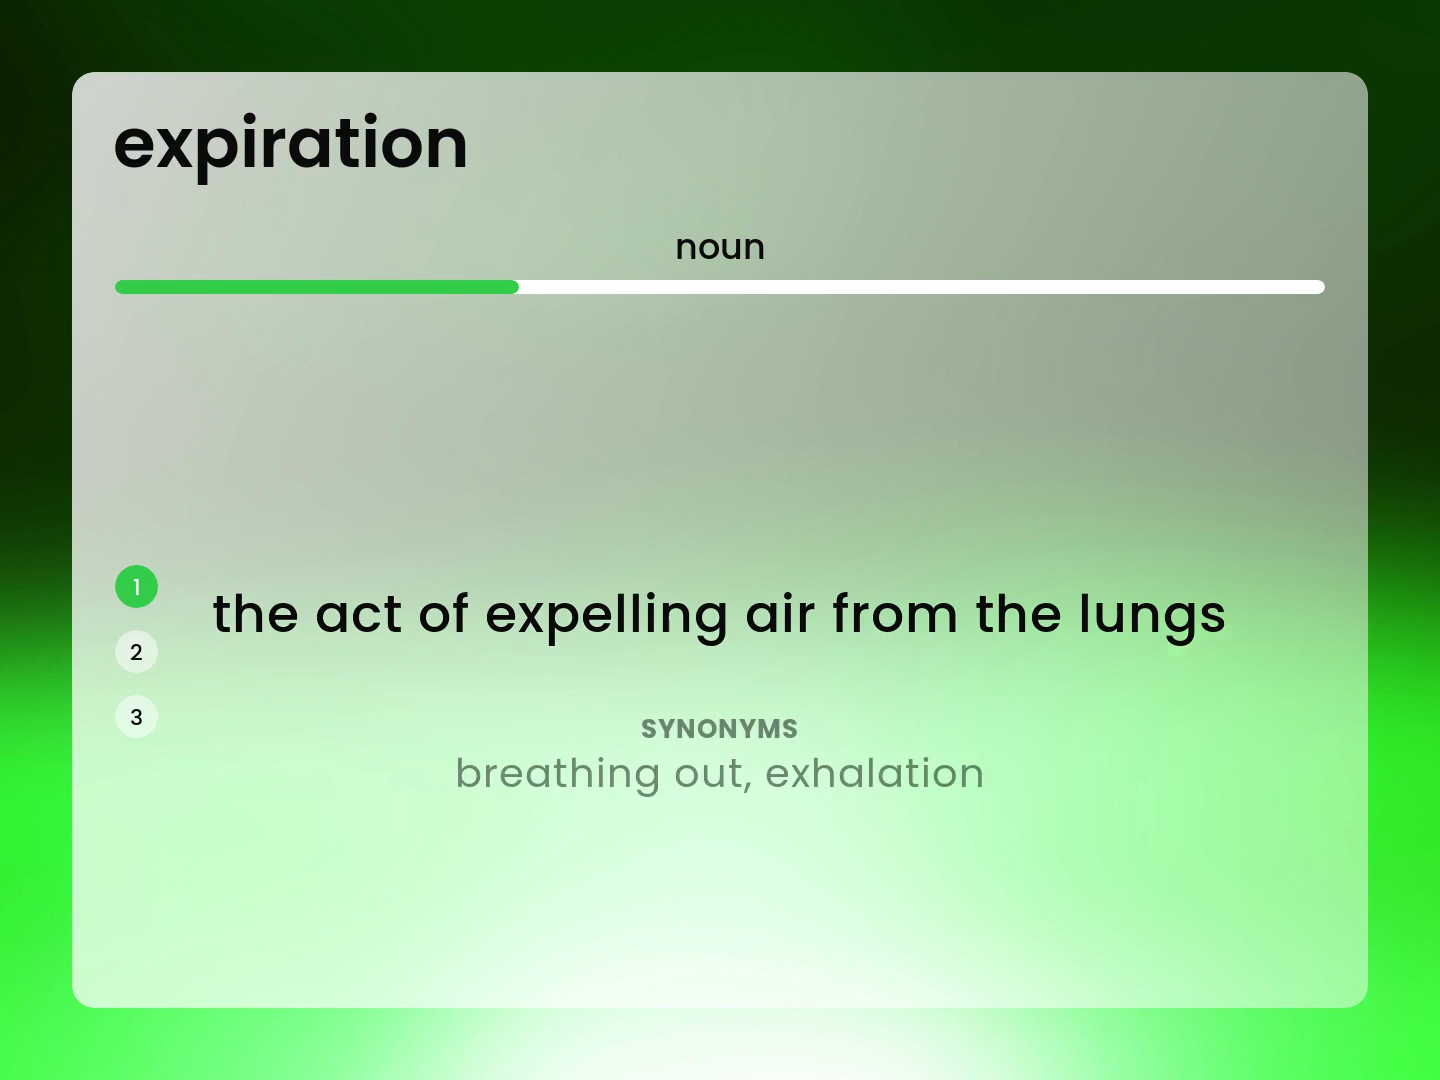 expiration
noun
1
the act of expelling air from the lungs
2
3
SYNONYMS
breathing out, exhalation